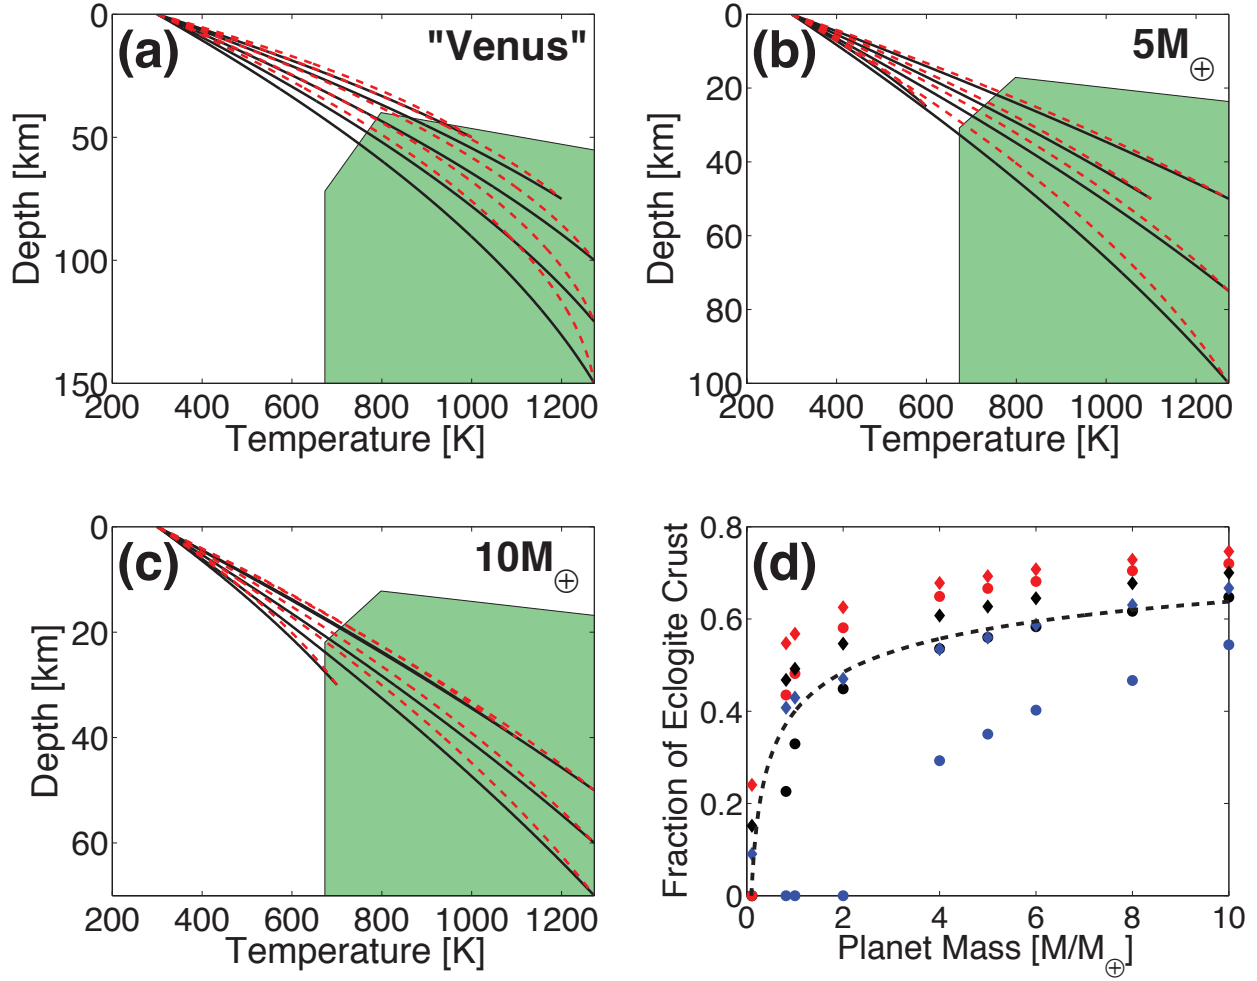 (a)
"Venus"
0
50
100
150
Depth [km]
200 400 600 800 1000 1200
Temperature [K]
(b)
5M⊕
0
20
40
60
80
100
Depth [km]
200 400 600 800 1000 1200
Temperature [K]
(c)
10M⊕
0
20
40
60
Depth [km]
200 400 600 800 1000 1200
Temperature [K]
(d)
0.8
0.6
0.4
0.2
0
Fraction of Eclogite Crust
0 2 4 6 8 10
Planet Mass [M/M⊕]